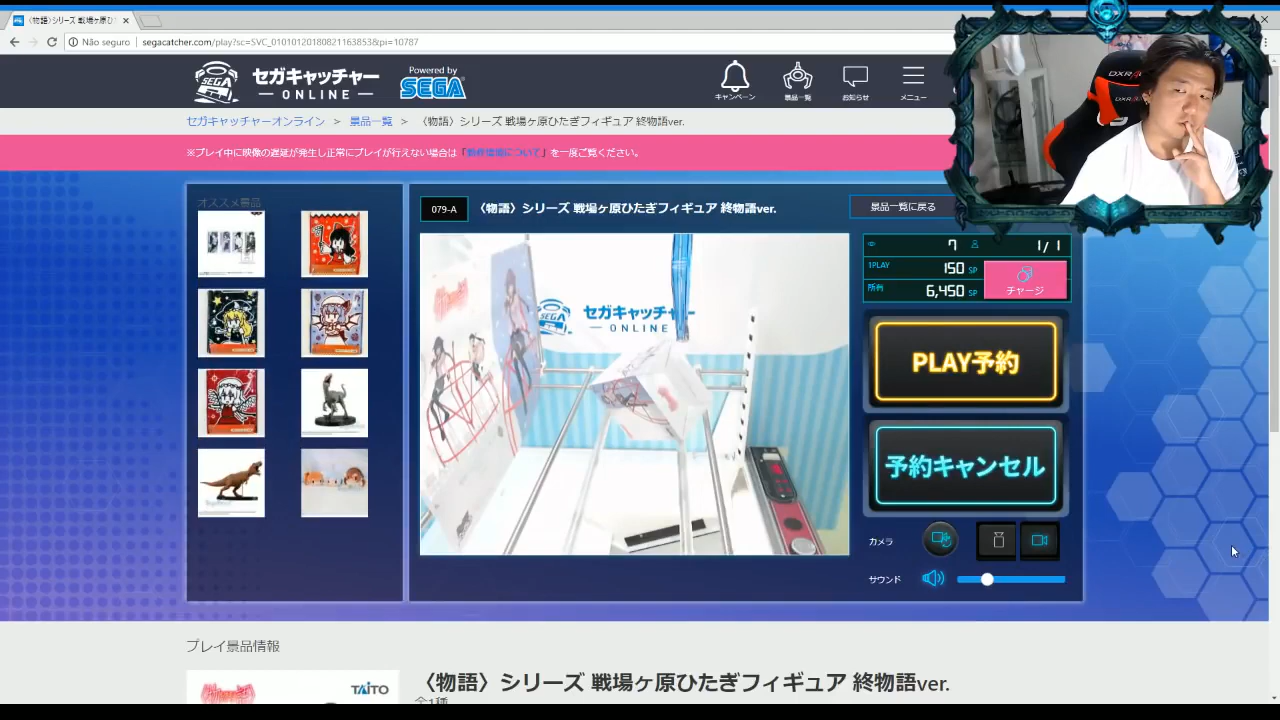 〈物語〉シリーズ 戦場ヶ原ひた
Não seguro
segacatcher.com/play?sc=SVC_0101012018082116385 38&pi=10787
SEGA
セガキャッチャー
ONLINE
Powered by
SEGA
キャンペーン
景品一覧
お知らせ
メニュー
セガキャッチャーオンライン > 景品一覧 > 〈物語〉シリーズ 戦場ヶ原ひたぎフィギュア 終物語ver.
※プレイ中に映像の遅延が発生し正常にプレイが行えない場合は「動作環境について」を一度ご覧ください。
オススメ景品
079-A
〈物語〉シリーズ 戦場ヶ原ひたぎフィギュア 終物語ver.
景品一覧に戻る
7
1/1
1PLAY
150 SP
所有
6,450 SP
チャージ
SEGA
セガキャッチャー
ONLINE
PLAY予約
予約キャンセル
カメラ
サウンド
DXRA
プレイ景品情報
TAITO
〈物語〉シリーズ 戦場ヶ原ひたぎフィギュア 終物語ver.
全1種